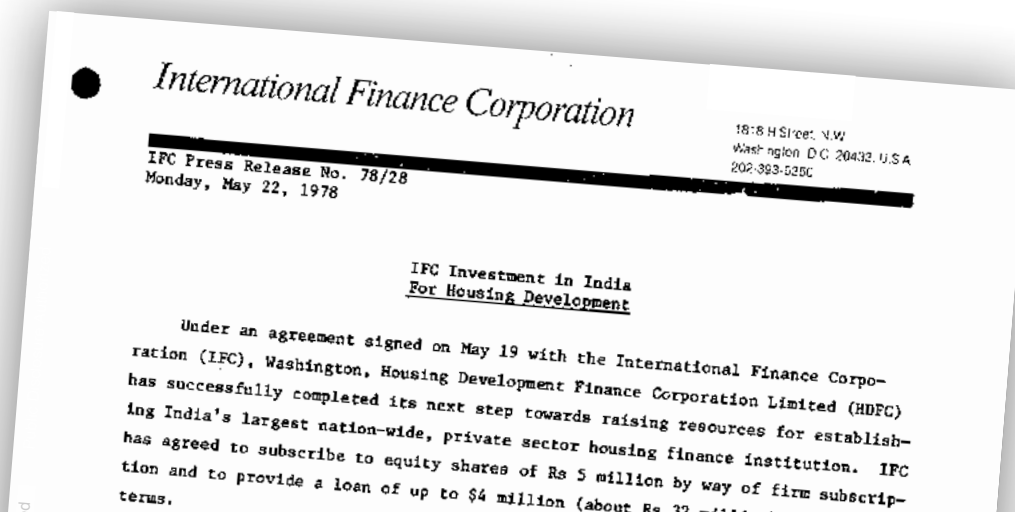 International Finance Corporation
1818 H Street, N.W.
Washington, D.C. 20433, U.S.A.
202-393-6360
IFC Press Release No. 78/28
Monday, May 22, 1978
IFC Investment in India
For Housing Development
Under an agreement signed on May 19 with the International Finance Corpo-
ration (IFC), Washington, Housing Development Finance Corporation Limited (HDFC)
has successfully completed its next step towards raising resources for establish-
ing India's largest nation-wide, private sector housing finance institution. IFC
has agreed to subscribe to equity shares of Rs 5 million by way of firm subscrip-
tion and to provide a loan of up to $4 million (about Rs 32
terms.